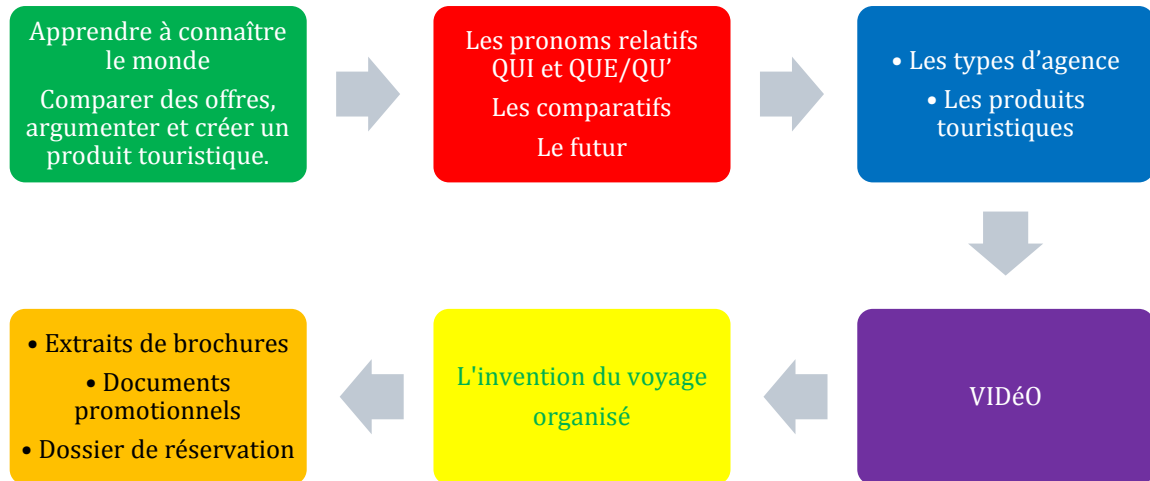 Apprendre à connaître
le monde
Comparer des offres,
argumenter et créer un
produit touristique.
Les pronoms relatifs
QUI et QUE/QU’
Les comparatifs
Le futur
• Les types d’agence
• Les produits
touristiques
VIDéO
L'invention du voyage
organisé
• Extraits de brochures
• Documents
promotionnels
• Dossier de réservation